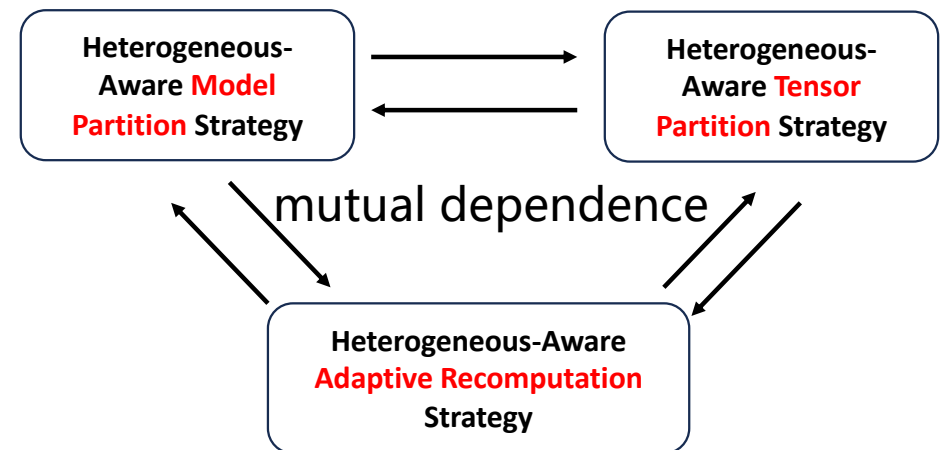 Heterogeneous-
Aware Model
Partition Strategy
Heterogeneous-
Aware Tensor
Partition Strategy
mutual dependence
Heterogeneous-Aware
Adaptive Recomputation
Strategy